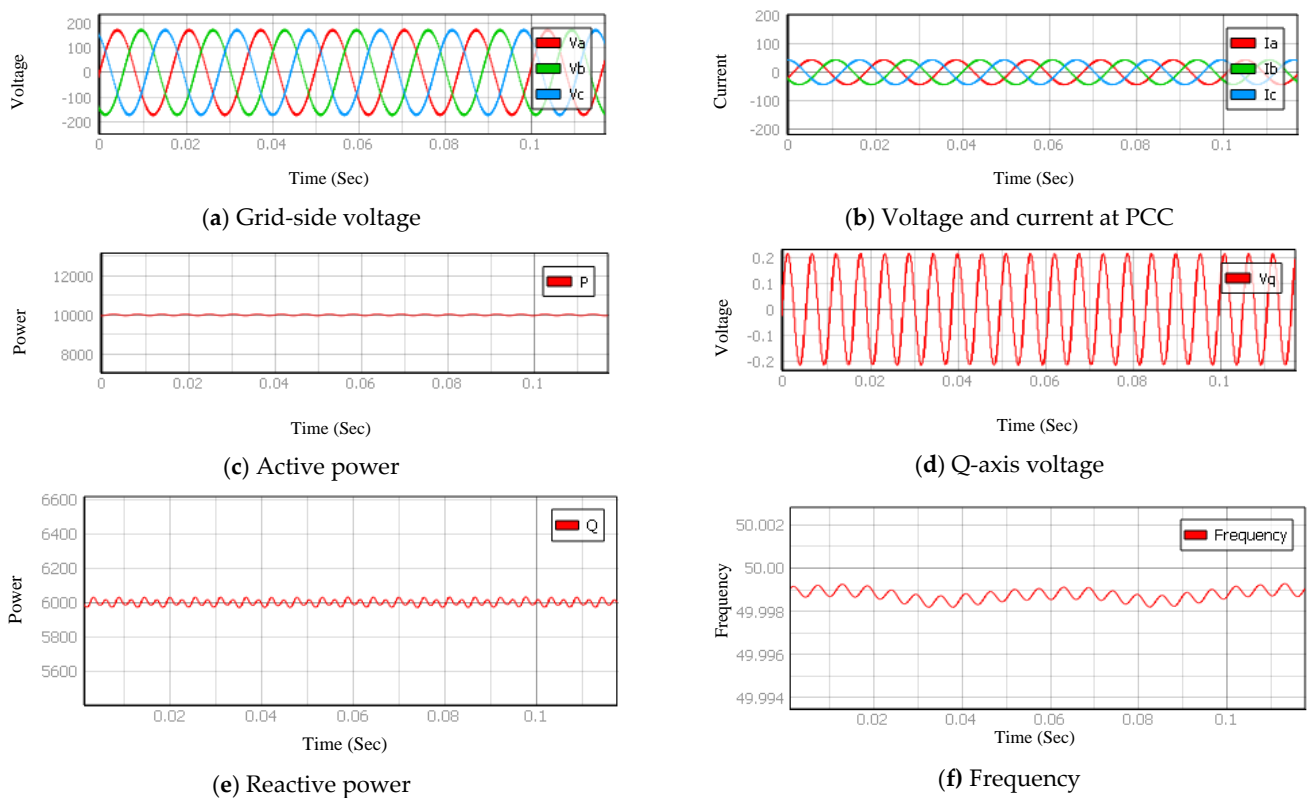 200
100
0
-100
-200
Voltage
Va
Vb
Vc
0 0.02 0.04 0.06 0.08 0.1
Time (Sec)
(a) Grid-side voltage
200
100
0
-100
-200
Current
Ia
Ib
Ic
0 0.02 0.04 0.06 0.08 0.1
Time (Sec)
(b) Voltage and current at PCC
12000
10000
8000
Power
P
0 0.02 0.04 0.06 0.08 0.1
Time (Sec)
(c) Active power
0.2
0.1
0
-0.1
-0.2
Voltage
Vq
0 0.02 0.04 0.06 0.08 0.1
Time (Sec)
(d) Q-axis voltage
6600
6400
6200
6000
5800
5600
Power
Q
0.02 0.04 0.06 0.08 0.1
Time (Sec)
(e) Reactive power
50.002
50.00
49.998
49.996
49.994
Frequency
Frequency
0.02 0.04 0.06 0.08 0.1
Time (Sec)
(f) Frequency